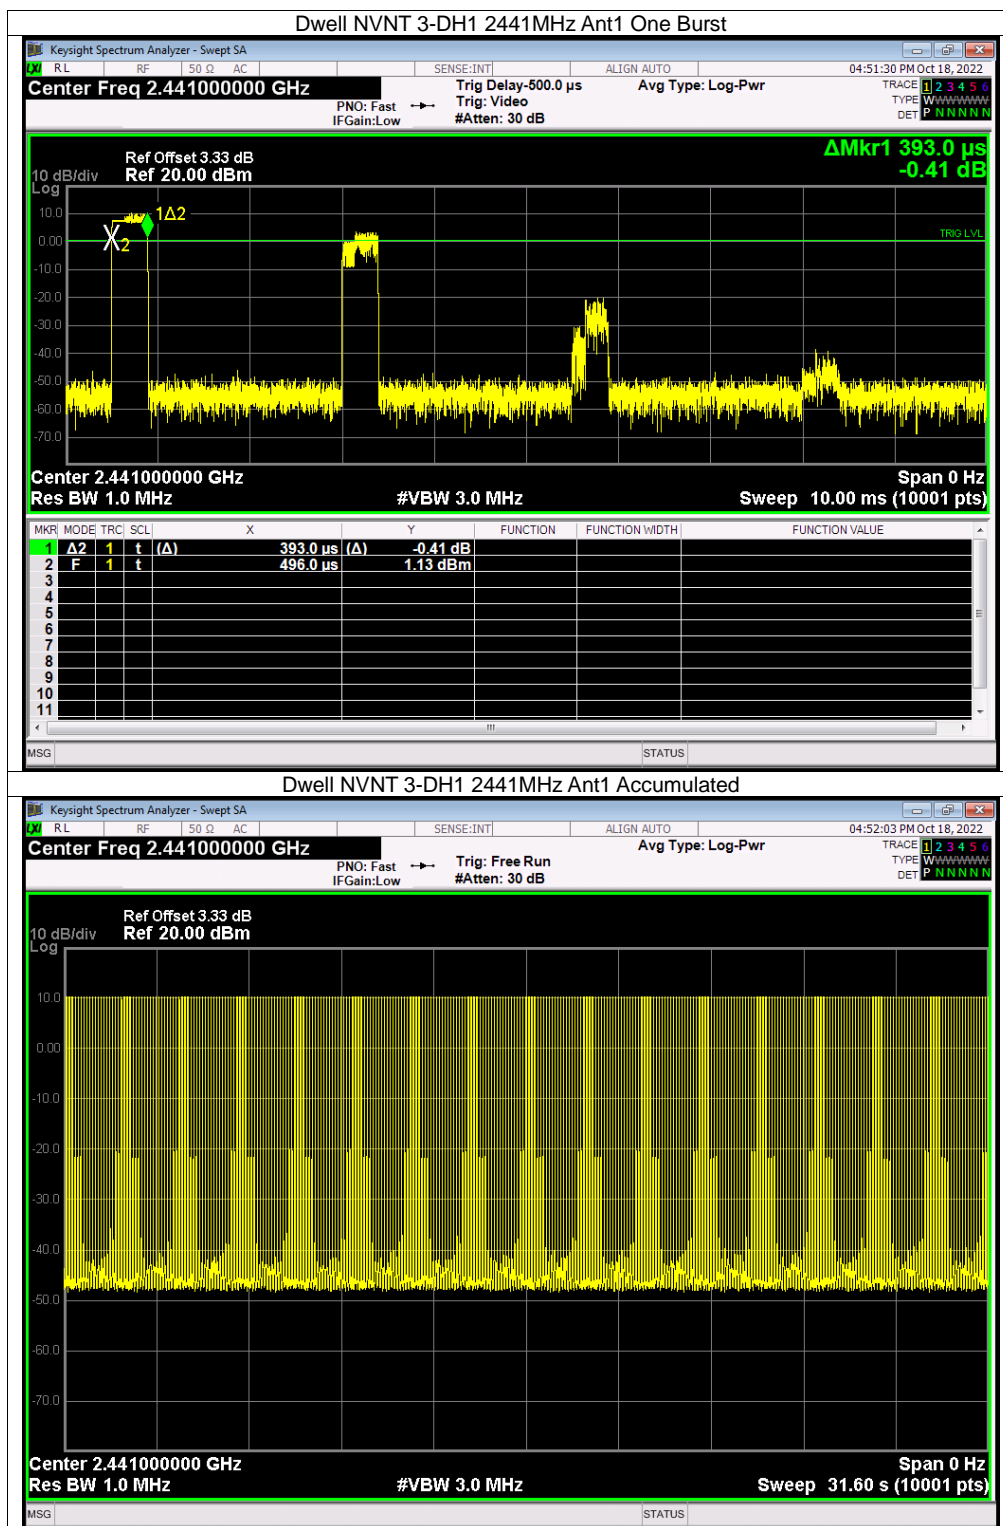 Dwell NVNT 3-DH1 2441MHz Ant1 One Burst
Keysight Spectrum Analyzer - Swept SA
LXI RL RF 50 Ω AC SENSE:INT ALIGN AUTO 04:51:30 PM Oct 18, 2022
Center Freq 2.441000000 GHz Trig Delay-500.0 µs Avg Type: Log-Pwr TRACE 1 2 3 4 5 6
PNO: Fast Trig: Video TYPE WWWWWW
IFGain:Low #Atten: 30 dB DET P N N N N N
ΔMkr1 393.0 µs
-0.41 dB
Ref Offset 3.33 dB
10 dB/div Ref 20.00 dBm
Log
10.0
1Δ2
2
0.00
TRIG LVL
-10.0
-20.0
-30.0
-40.0
-50.0
-60.0
-70.0
Center 2.441000000 GHz Span 0 Hz
Res BW 1.0 MHz #VBW 3.0 MHz Sweep 10.00 ms (10001 pts)
MKR MODE TRC SCL X Y FUNCTION FUNCTION WIDTH FUNCTION VALUE
1 Δ2 1 t (Δ) 393.0 µs (Δ) -0.41 dB
2 F 1 t 496.0 µs 1.13 dBm
3
4
5
6
7
8
9
10
11
MSG STATUS
Dwell NVNT 3-DH1 2441MHz Ant1 Accumulated
Keysight Spectrum Analyzer - Swept SA
LXI RL RF 50 Ω AC SENSE:INT ALIGN AUTO 04:52:03 PM Oct 18, 2022
Center Freq 2.441000000 GHz Avg Type: Log-Pwr TRACE 1 2 3 4 5 6
PNO: Fast Trig: Free Run TYPE WWWWWW
IFGain:Low #Atten: 30 dB DET P N N N N N
Ref Offset 3.33 dB
10 dB/div Ref 20.00 dBm
Log
10.0
0.00
-10.0
-20.0
-30.0
-40.0
-50.0
-60.0
-70.0
Center 2.441000000 GHz Span 0 Hz
Res BW 1.0 MHz #VBW 3.0 MHz Sweep 31.60 s (10001 pts)
MSG STATUS